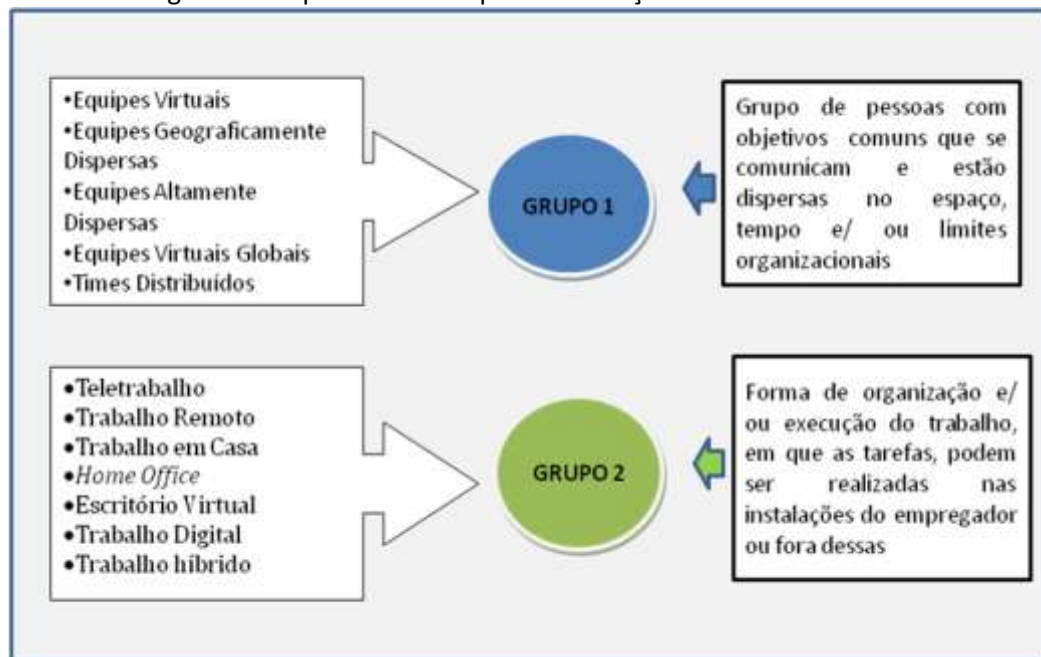 •Equipes Virtuais
•Equipes Geograficamente
Dispersas
•Equipes Altamente
Dispersas
•Equipes Virtuais Globais
•Times Distribuídos
GRUPO 1
Grupo de pessoas com
objetivos comuns que se
comunicam e estão
dispersas no espaço,
tempo e/ ou limites
organizacionais
•Teletrabalho
•Trabalho Remoto
•Trabalho em Casa
•Home Office
•Escritório Virtual
•Trabalho Digital
•Trabalho híbrido
GRUPO 2
Forma de organização e/
ou execução do trabalho,
em que as tarefas, podem
ser realizadas nas
instalações do empregador
ou fora dessas